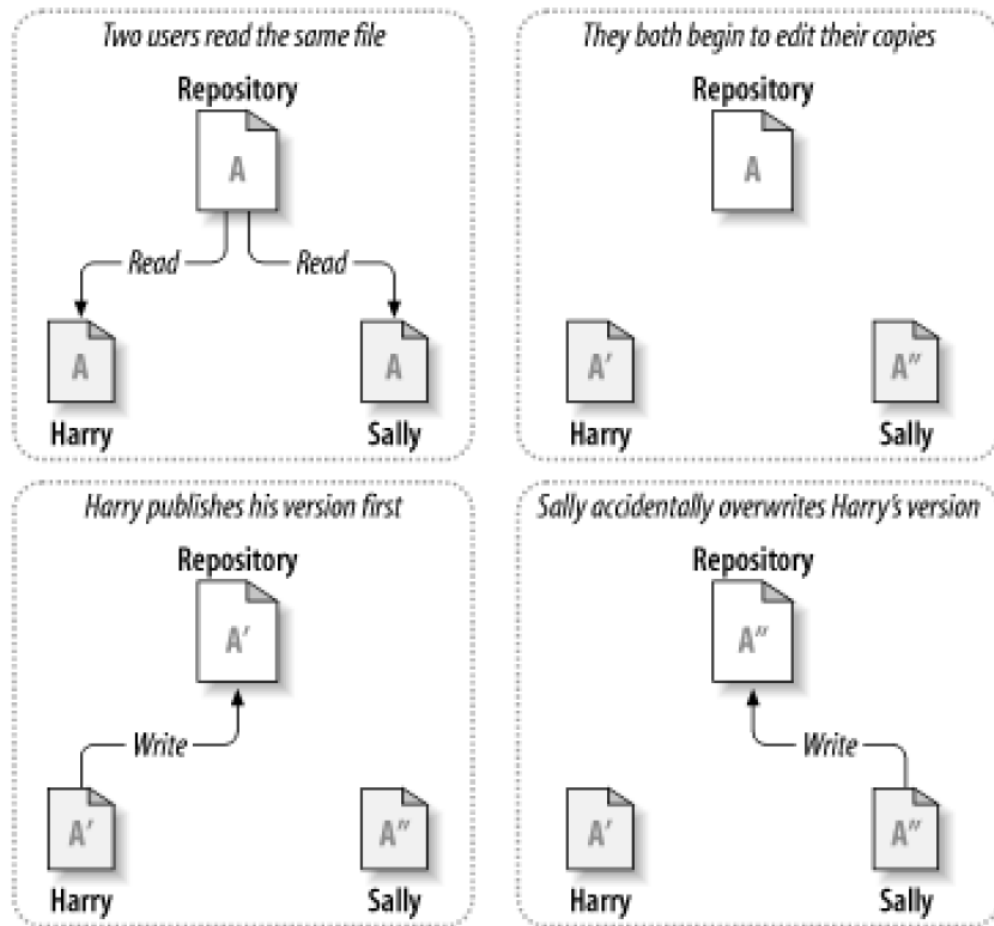 Two users read the same file
Repository
A
Read
Read
A
A
Harry
Sally
They both begin to edit their copies
Repository
A
A′
A″
Harry
Sally
Harry publishes his version first
Repository
A′
Write
A′
A″
Harry
Sally
Sally accidentally overwrites Harry's version
Repository
A″
Write
A′
A″
Harry
Sally